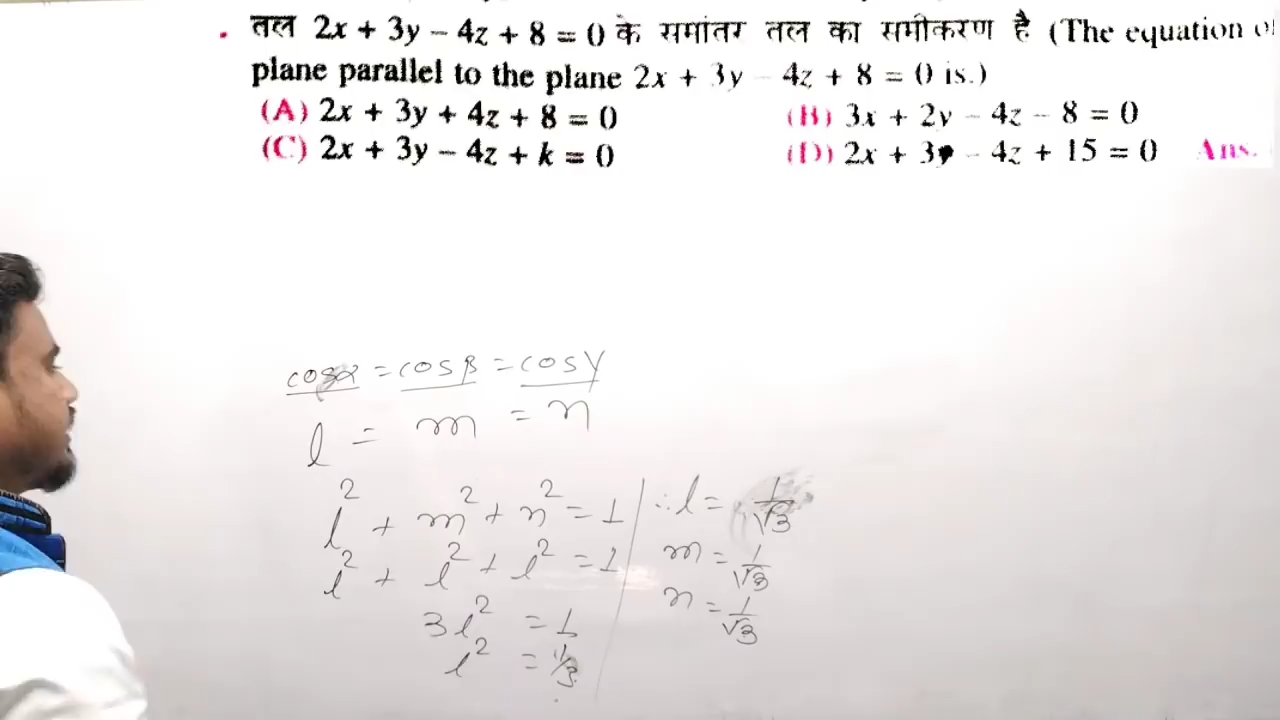 . तल 2x + 3y – 4z + 8 = 0 के समांतर तल का समीकरण है (The equation
plane parallel to the plane 2x + 3y – 4z + 8 = 0 is.)
(A) 2x + 3y + 4z + 8 = 0 (B) 3x + 2y – 4z – 8 = 0
(C) 2x + 3y – 4z + k = 0 (D) 2x + 3y – 4z + 15 = 0 Ans.
cosα = cosβ = cosγ
l = m = n
l² + m² + n² = 1
l² + l² + l² = 1
3l² = 1
l² = 1/3
∴ l = 1/√3
m = 1/√3
n = 1/√3